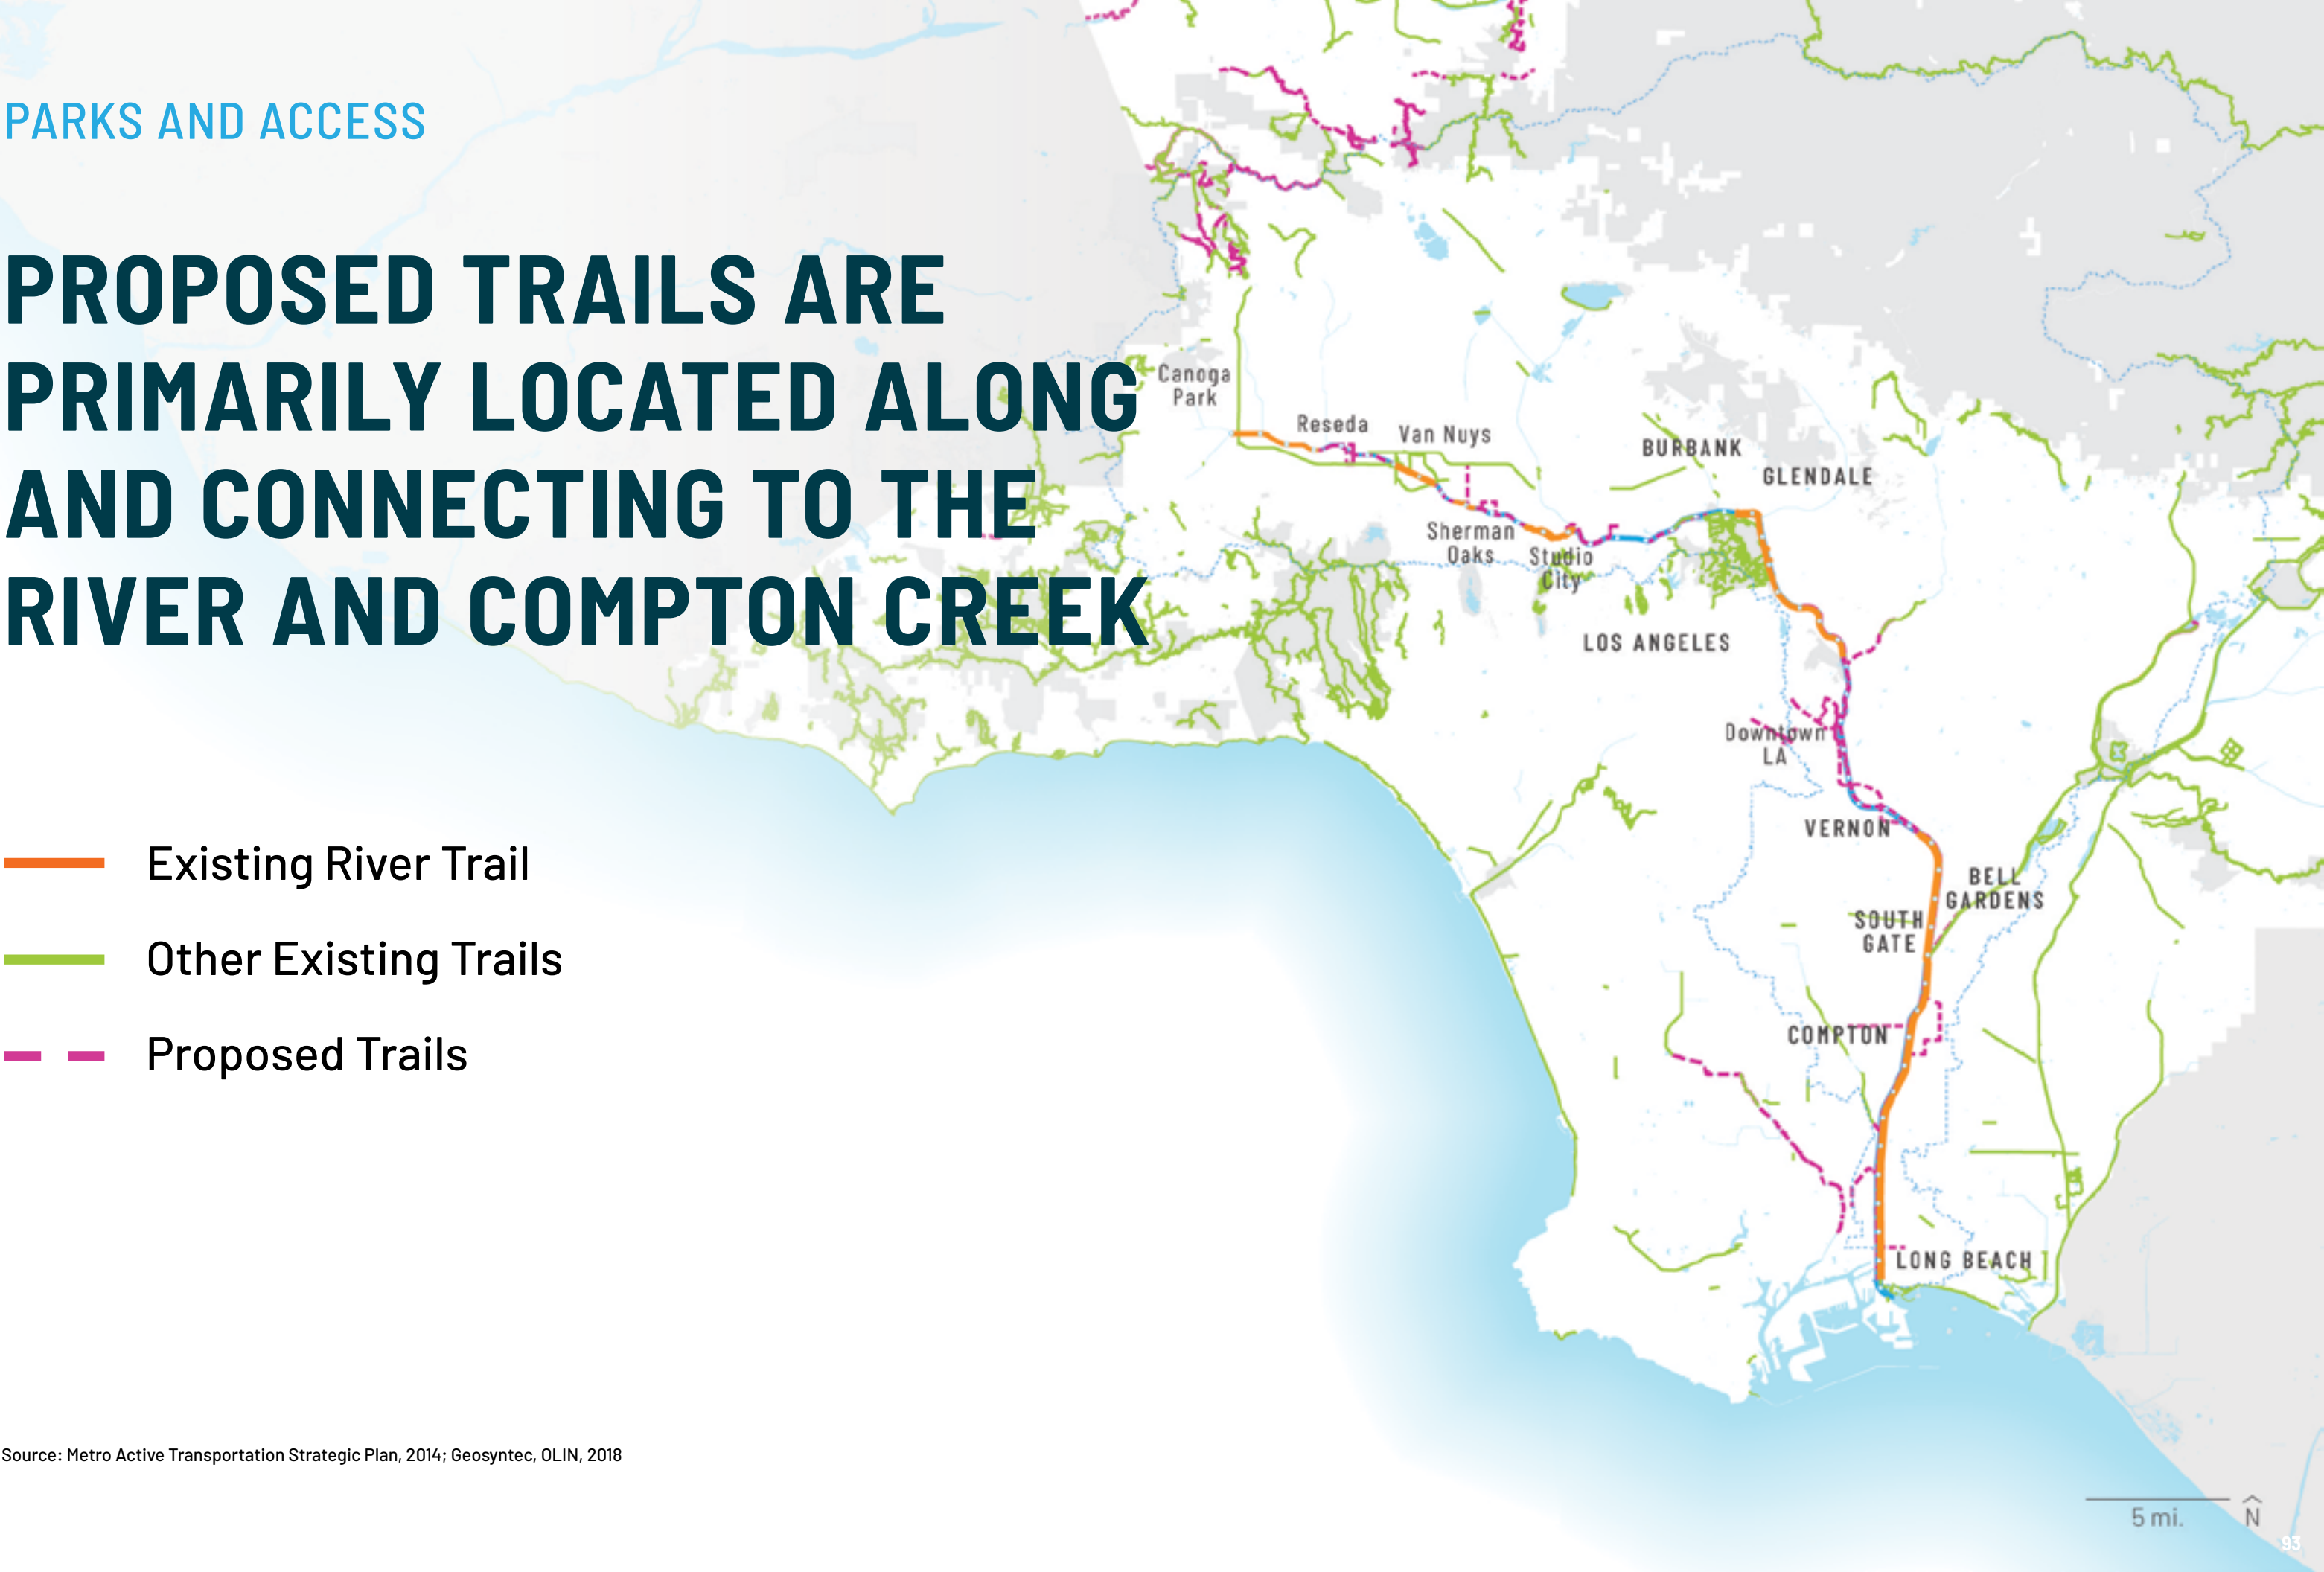 PARKS AND ACCESS
PROPOSED TRAILS ARE
PRIMARILY LOCATED ALONG
AND CONNECTING TO THE
RIVER AND COMPTON CREEK
Existing River Trail
Other Existing Trails
Proposed Trails
Source: Metro Active Transportation Strategic Plan, 2014; Geosyntec, OLIN, 2018
Canoga
Park
Reseda
Van Nuys
BURBANK
GLENDALE
Sherman
Oaks
Studio
City
LOS ANGELES
Downtown
LA
VERNON
BELL
GARDENS
SOUTH
GATE
COMPTON
LONG BEACH
5 mi.
N
93